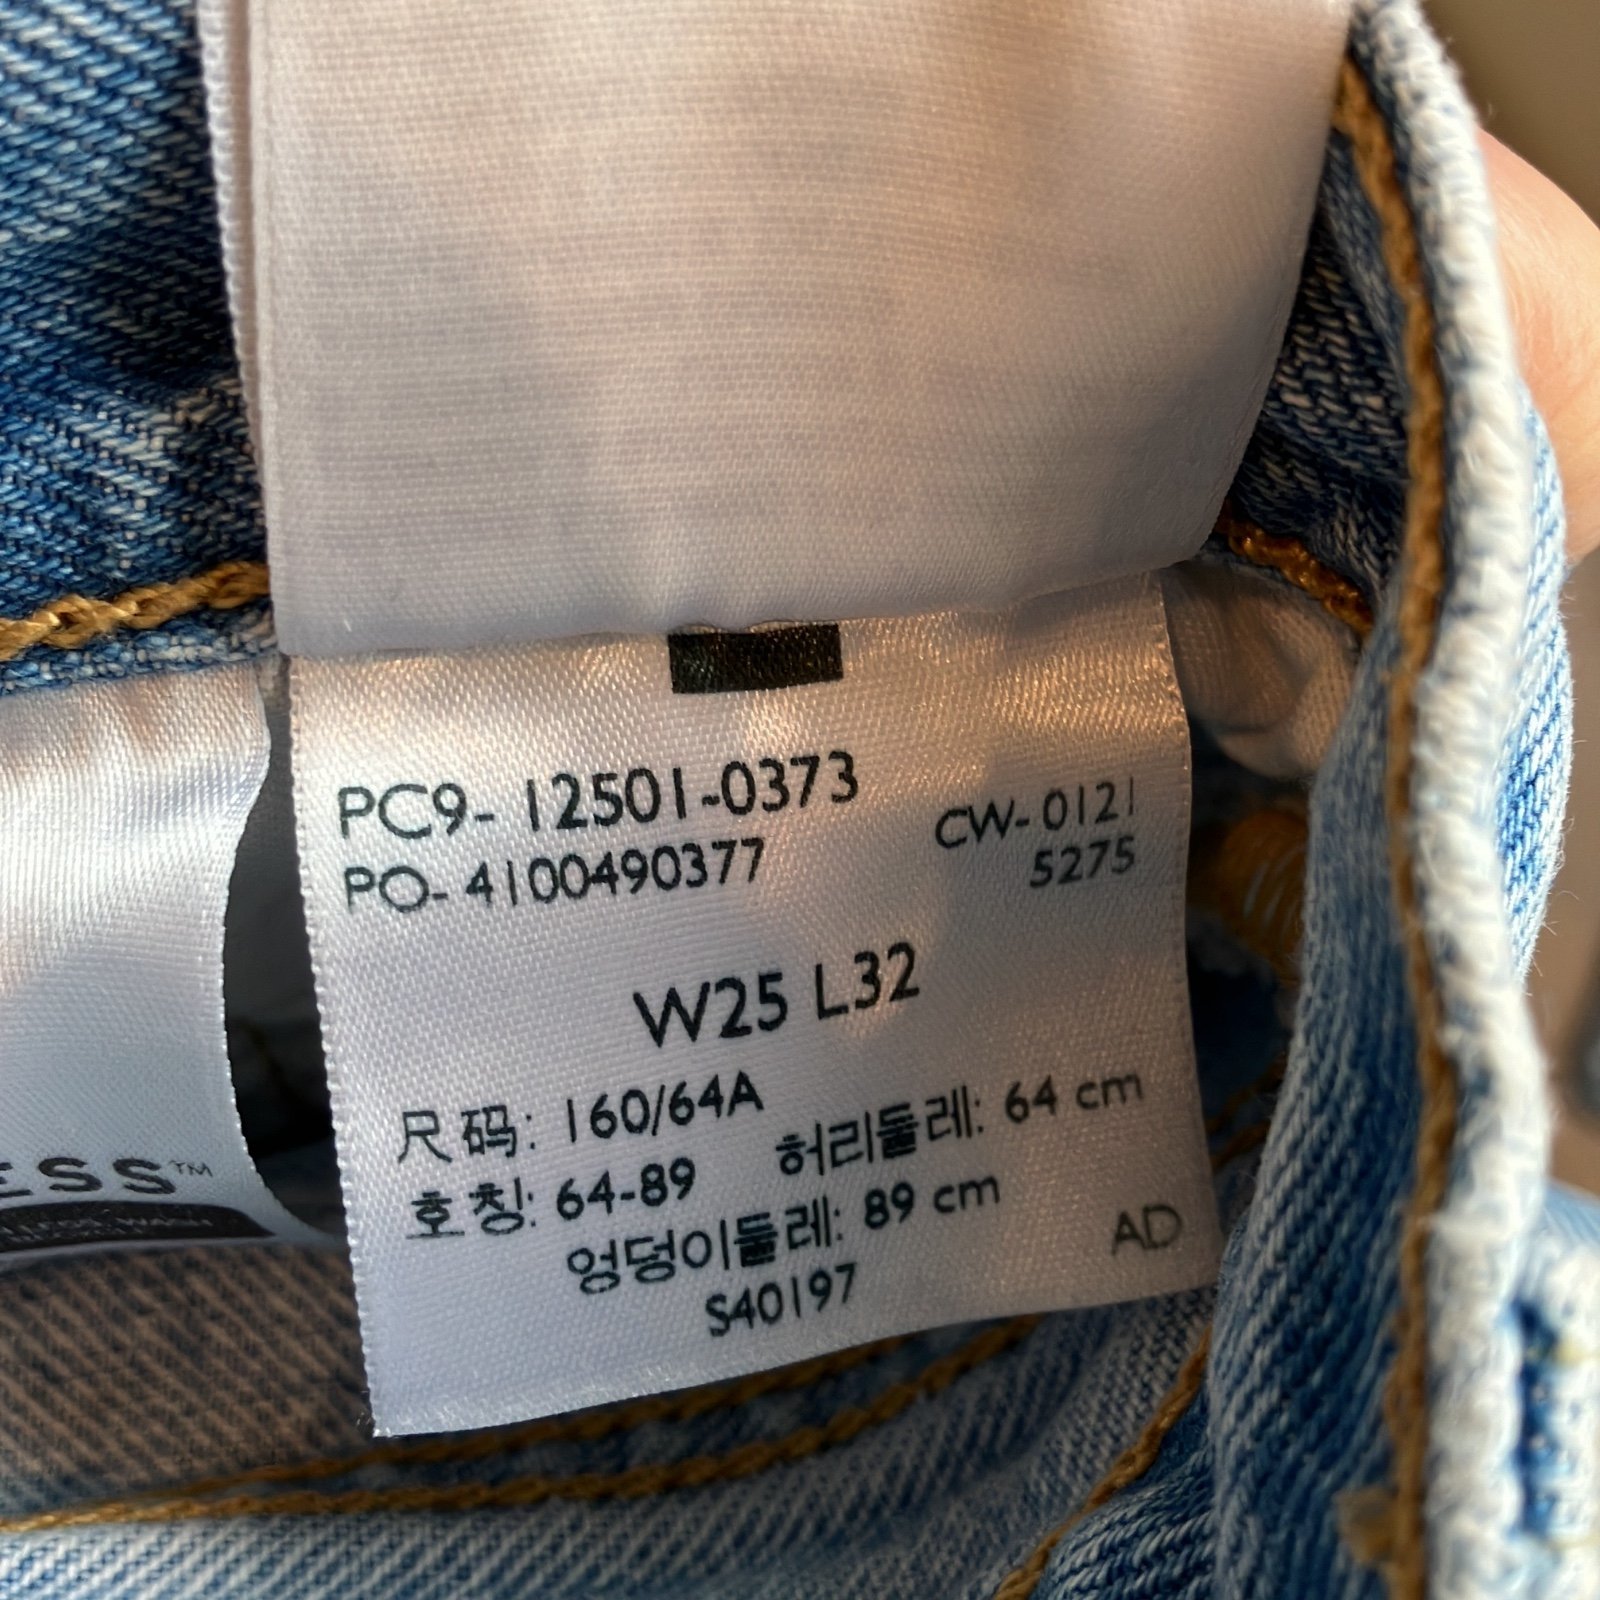 PC9- 12501-0373
CW- 0121
PO- 4100490377
5275
W25 L32
尺码: 160/64A
허리둘레: 64 cm
호칭: 64-89
엉덩이둘레: 89 cm
AD
S40197
ESS™